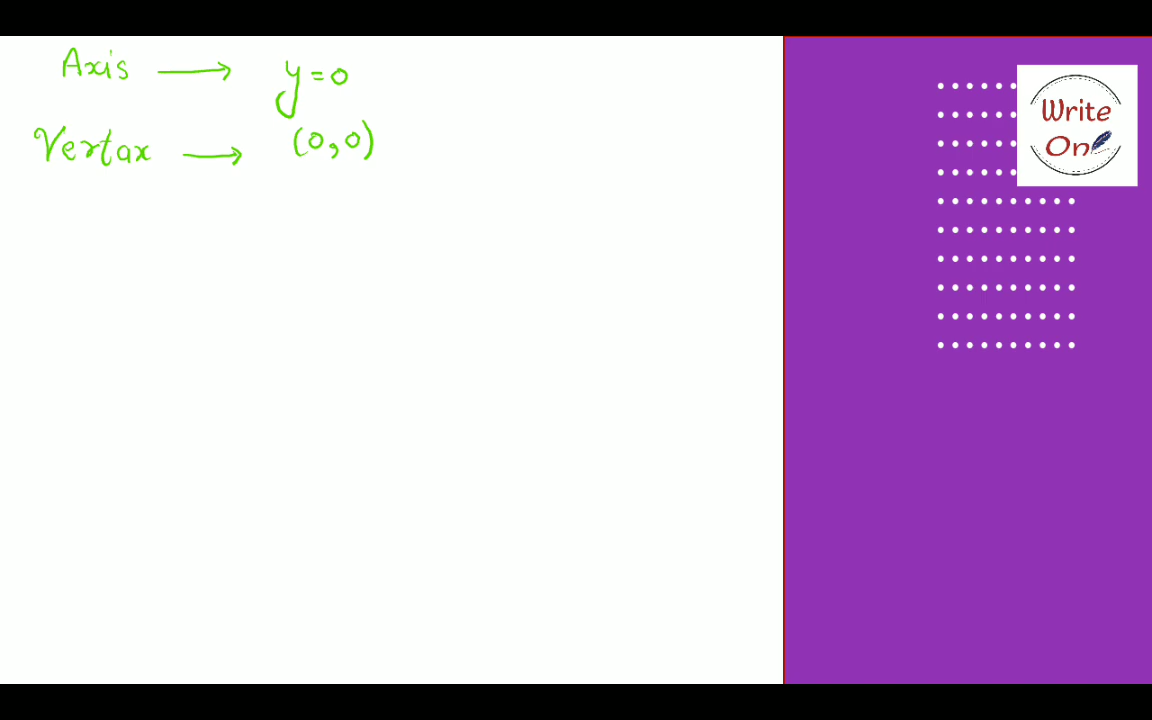 Axis → y = 0
Vertax → (0,0)
Write
On